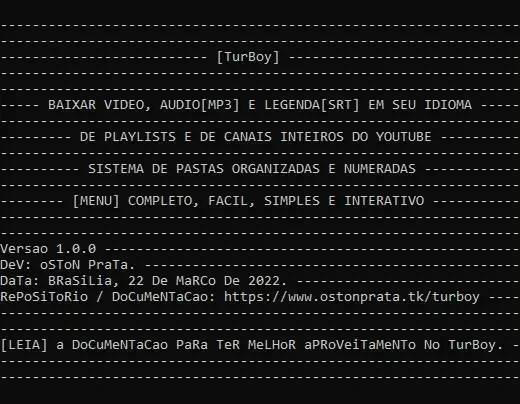 [TurBoy]
BAIXAR VIDEO, AUDIO[MP3] E LEGENDA[SRT] EM SEU IDIOMA
DE PLAYLISTS E DE CANAIS INTEIROS DO YOUTUBE
SISTEMA DE PASTAS ORGANIZADAS E NUMERADAS
[MENU] COMPLETO, FACIL, SIMPLES E INTERATIVO
Versao 1.0.0
DeV: oSToN PraTa.
DaTa: BRaSiLia, 22 De MaRCo De 2022.
RePoSiToRio / DoCuMeNTaCao: https://www.ostonprata.tk/turboy
[LEIA] a DoCuMeNTaCao PaRa TeR MeLHoR aPRoVeiTaMeNTo No TurBoy.